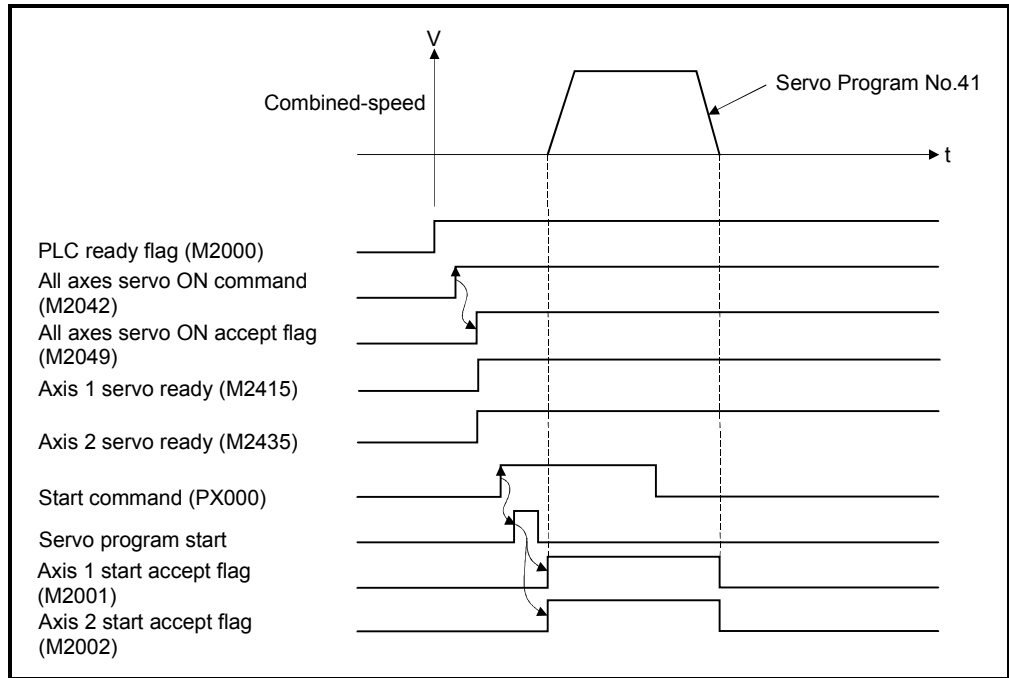 V
Combined-speed
Servo Program No.41
t
PLC ready flag (M2000)
All axes servo ON command
(M2042)
All axes servo ON accept flag
(M2049)
Axis 1 servo ready (M2415)
Axis 2 servo ready (M2435)
Start command (PX000)
Servo program start
Axis 1 start accept flag
(M2001)
Axis 2 start accept flag
(M2002)